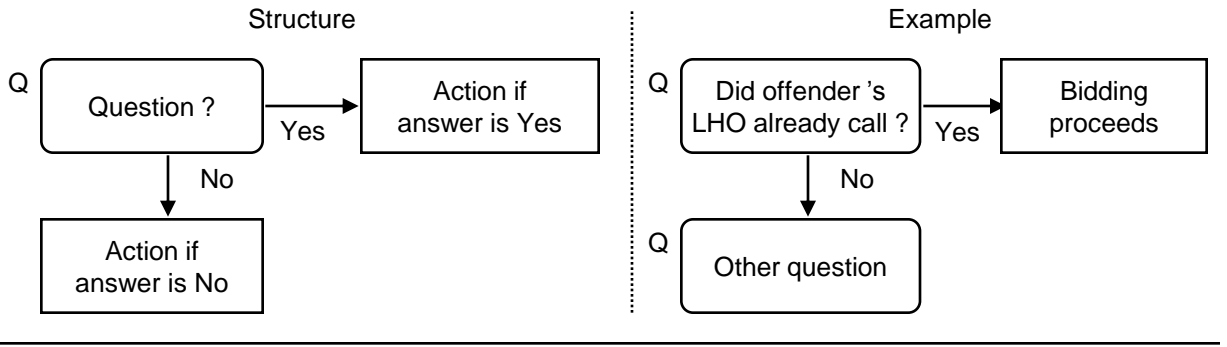 Structure
Q
Question ?
Yes
Action if
answer is Yes
No
Action if
answer is No
Example
Q
Did offender 's
LHO already call ?
Yes
Bidding
proceeds
No
Q
Other question